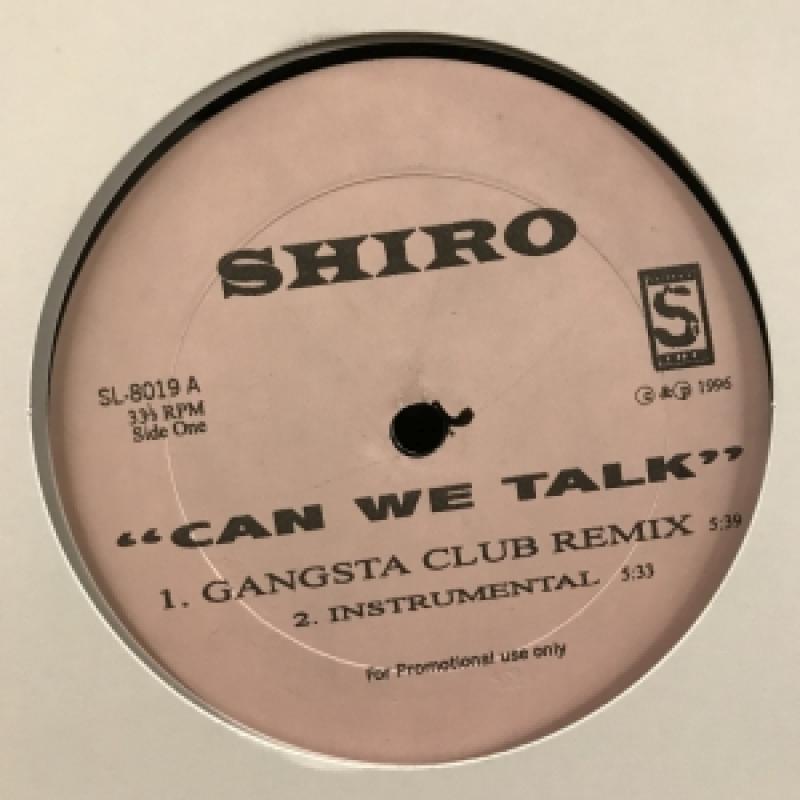 SHIRO
S
SL-8019 A
33⅓ RPM
Side One
© & ℗ 1996
“CAN WE TALK”
1. GANGSTA CLUB REMIX 5:39
2. INSTRUMENTAL 5:33
For Promotional use only